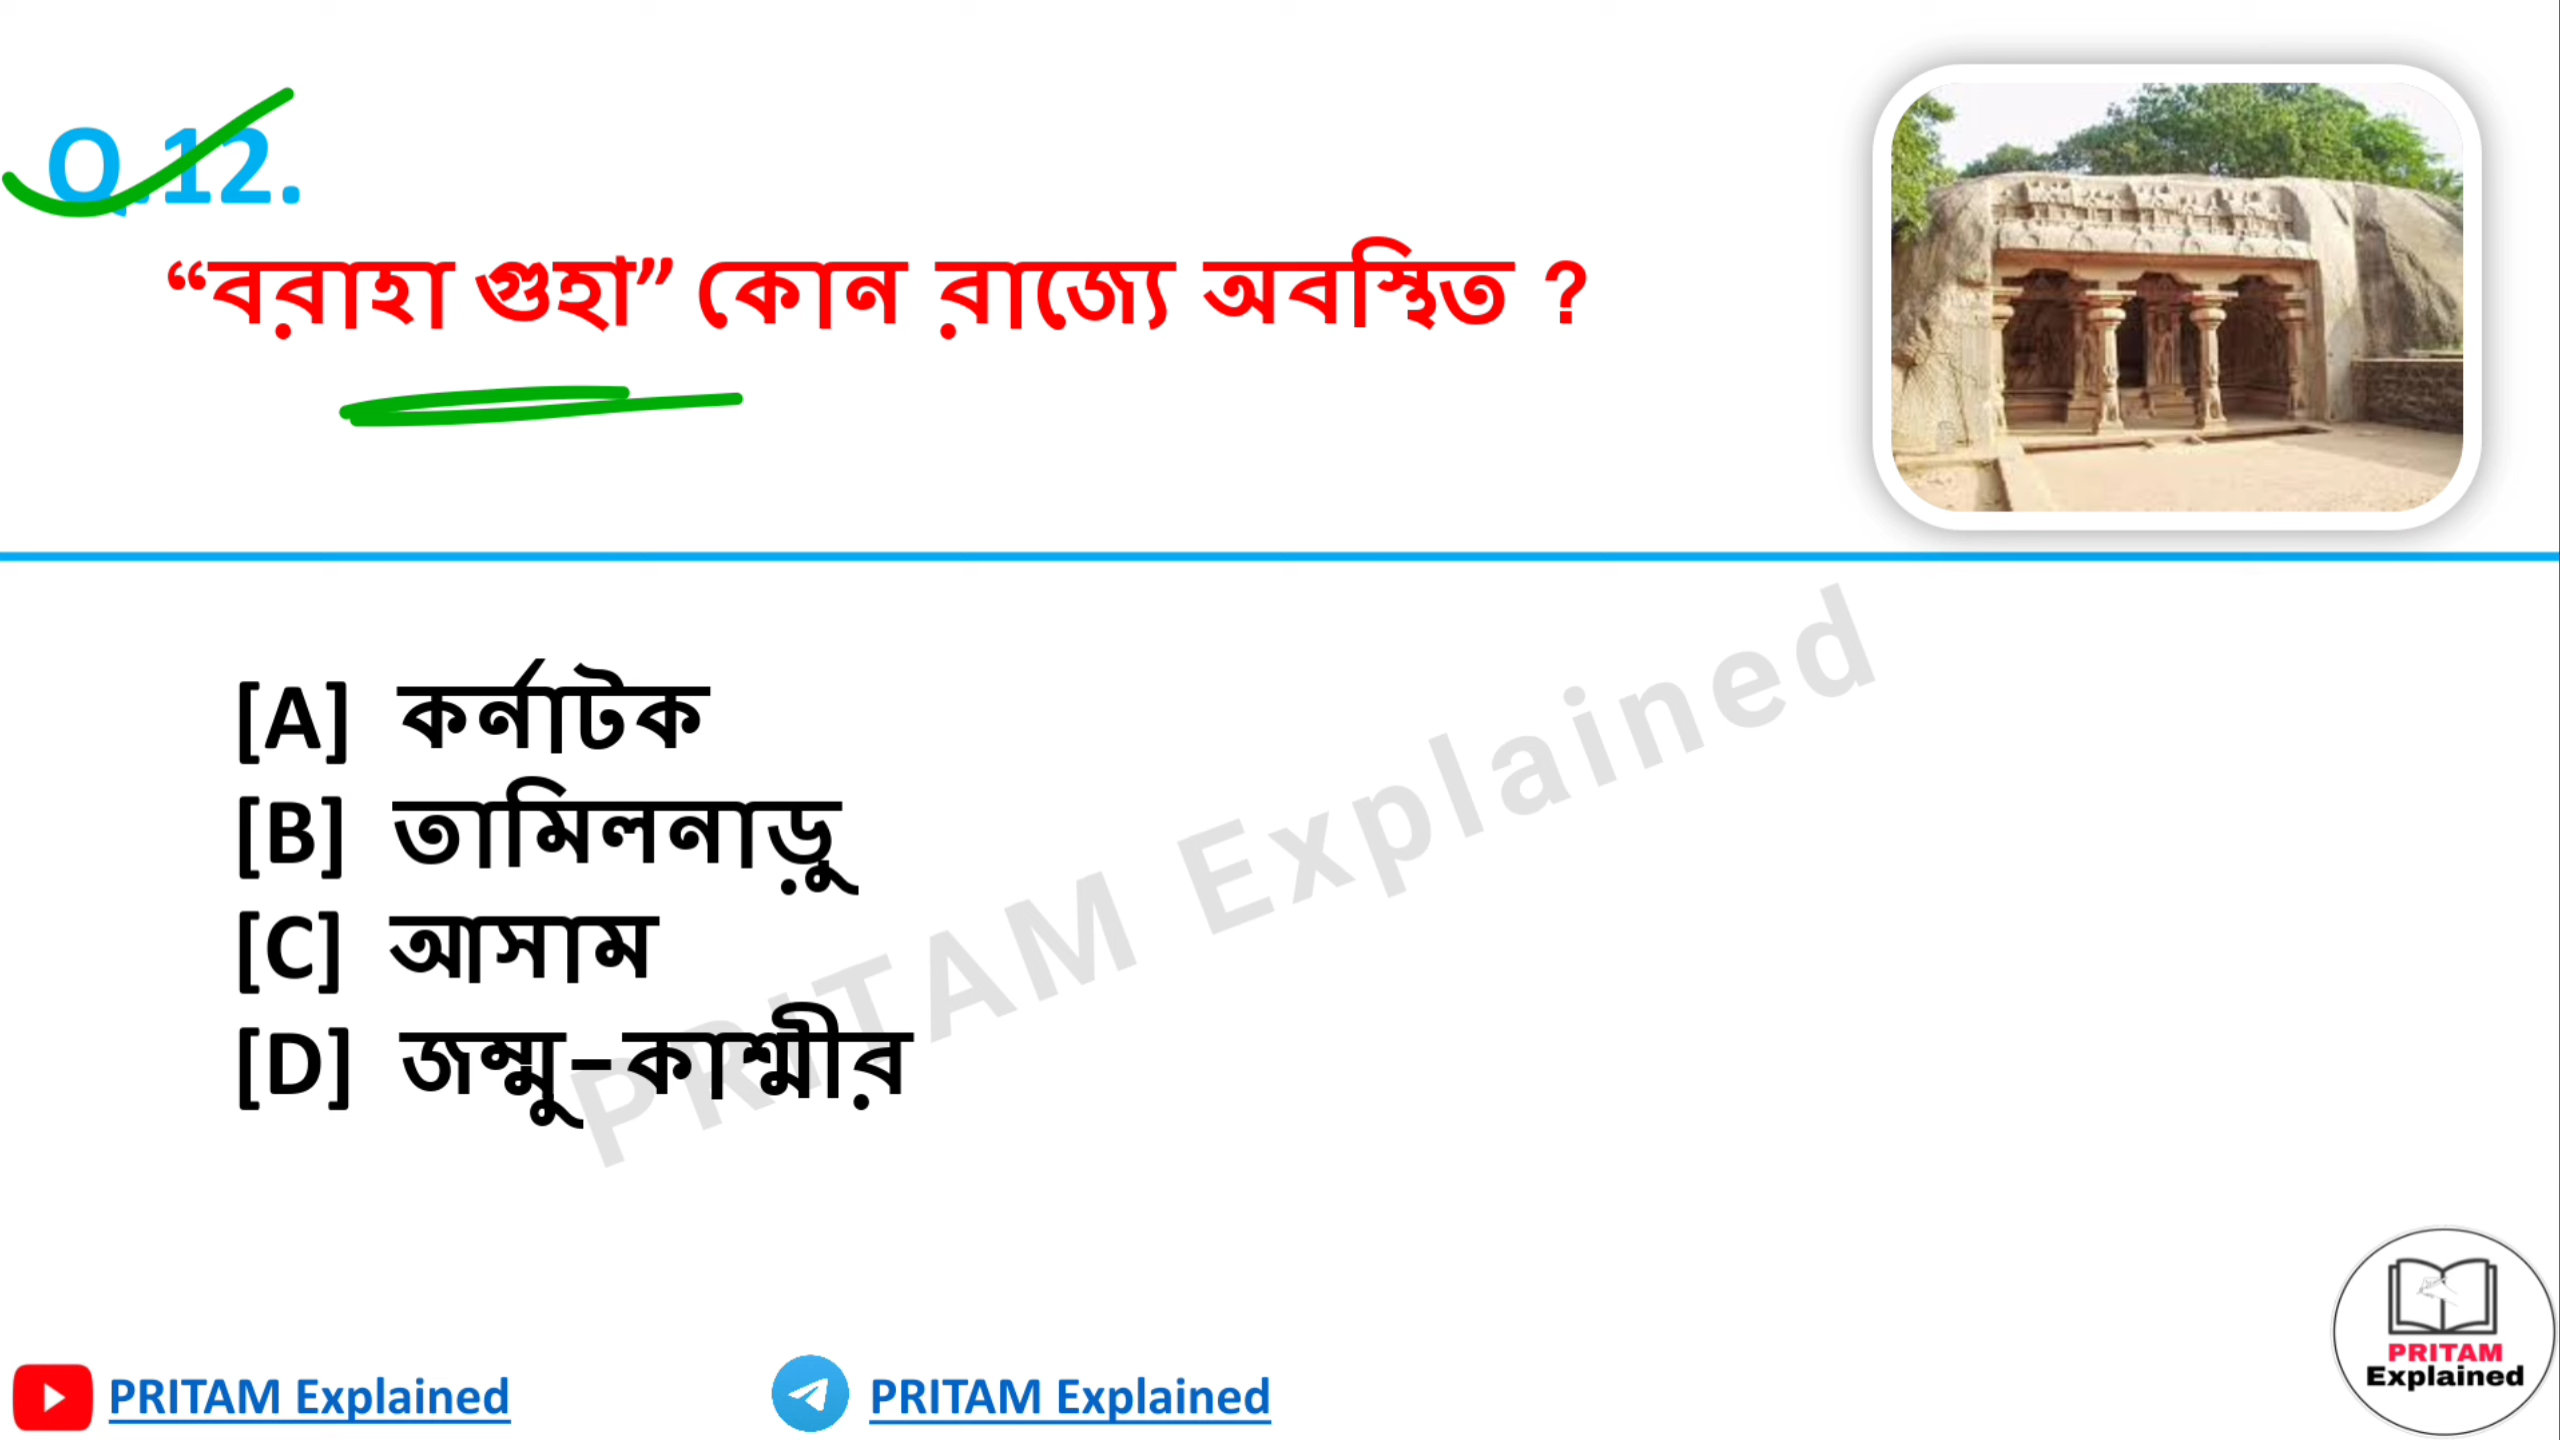 Q.12.
“বরাহা গুহা” কোন রাজ্যে অবস্থিত ?
[A] কর্নাটক
[B] তামিলনাড়ু
[C] আসাম
[D] জম্মু-কাশ্মীর
PRITAM Explained
PRITAM Explained
PRITAM Explained
PRITAM
Explained